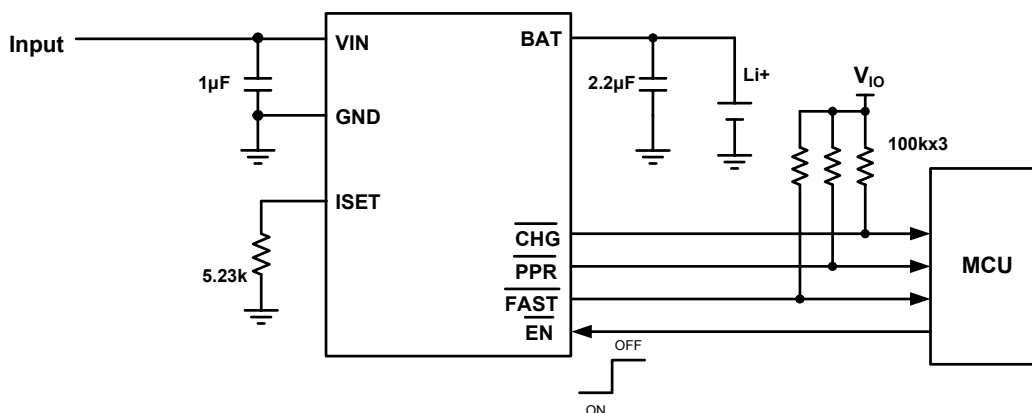 Input
VIN
BAT
1µF
2.2µF
Li+
VIO
GND
100kx3
ISET
5.23k
CHG
PPR
MCU
FAST
EN
OFF
ON